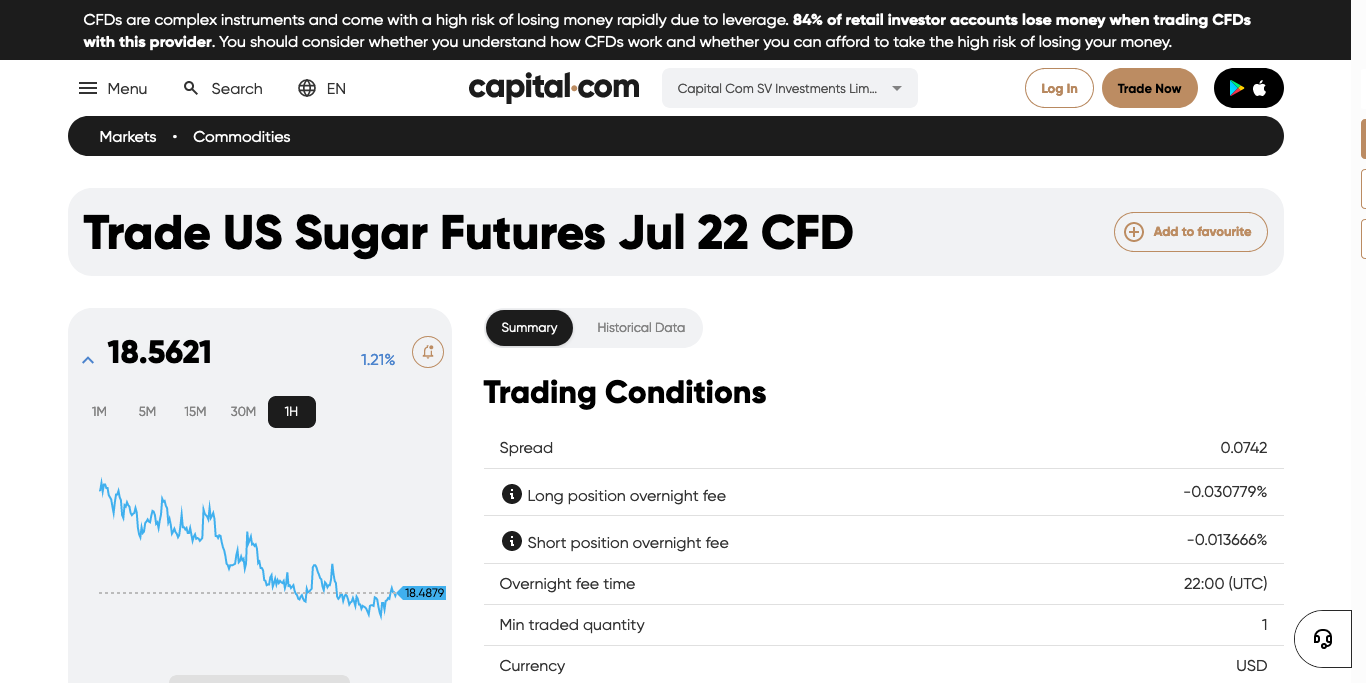 CFDs are complex instruments and come with a high risk of losing money rapidly due to leverage. 84% of retail investor accounts lose money when trading CFDs
with this provider. You should consider whether you understand how CFDs work and whether you can afford to take the high risk of losing your money.
Menu Search EN capital.com Capital Com SV Investments Lim... Log In Trade Now
Markets • Commodities
Trade US Sugar Futures Jul 22 CFD Add to favourite
18.5621 1.21%
1M 5M 15M 30M 1H
18.4879
Summary Historical Data
Trading Conditions
Spread 0.0742
Long position overnight fee -0.030779%
Short position overnight fee -0.013666%
Overnight fee time 22:00 (UTC)
Min traded quantity 1
Currency USD